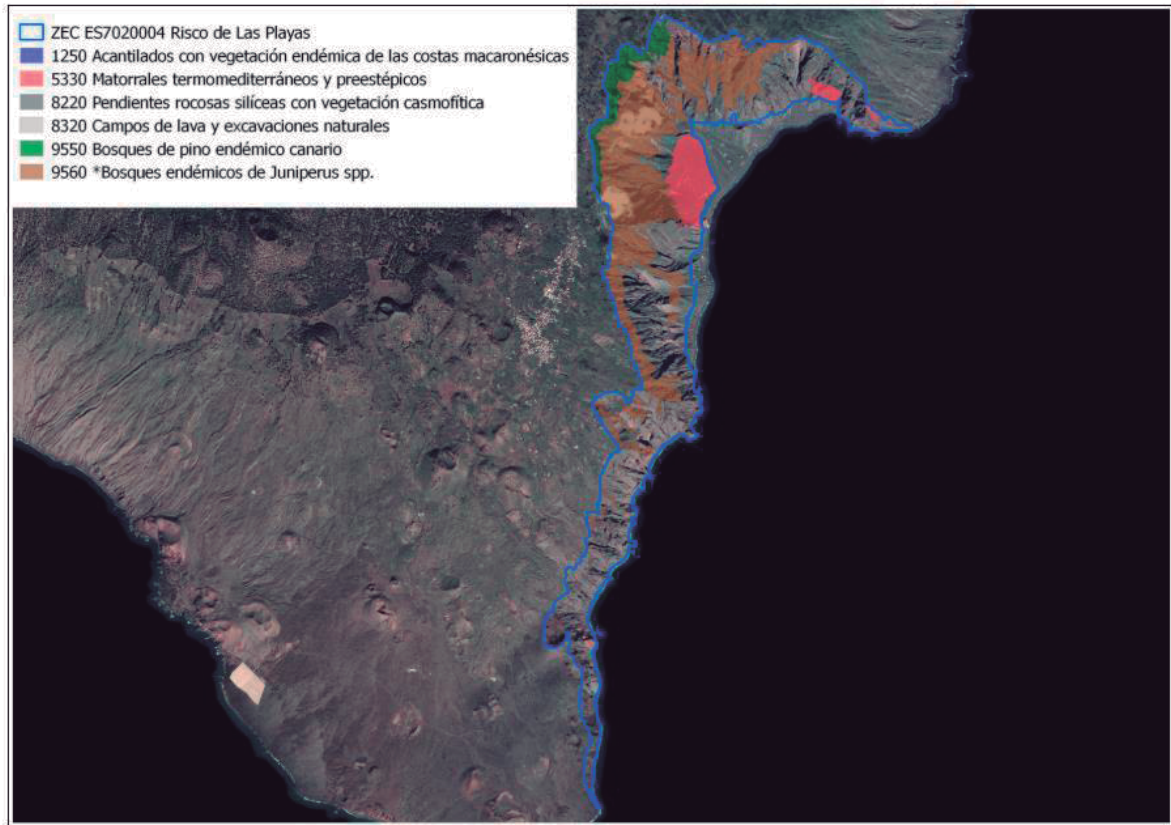 ZEC ES7020004 Risco de Las Playas
1250 Acantilados con vegetación endémica de las costas macaronésicas
5330 Matorrales termomediterráneos y preestépicos
8220 Pendientes rocosas silíceas con vegetación casmofítica
8320 Campos de lava y excavaciones naturales
9550 Bosques de pino endémico canario
9560 *Bosques endémicos de Juniperus spp.